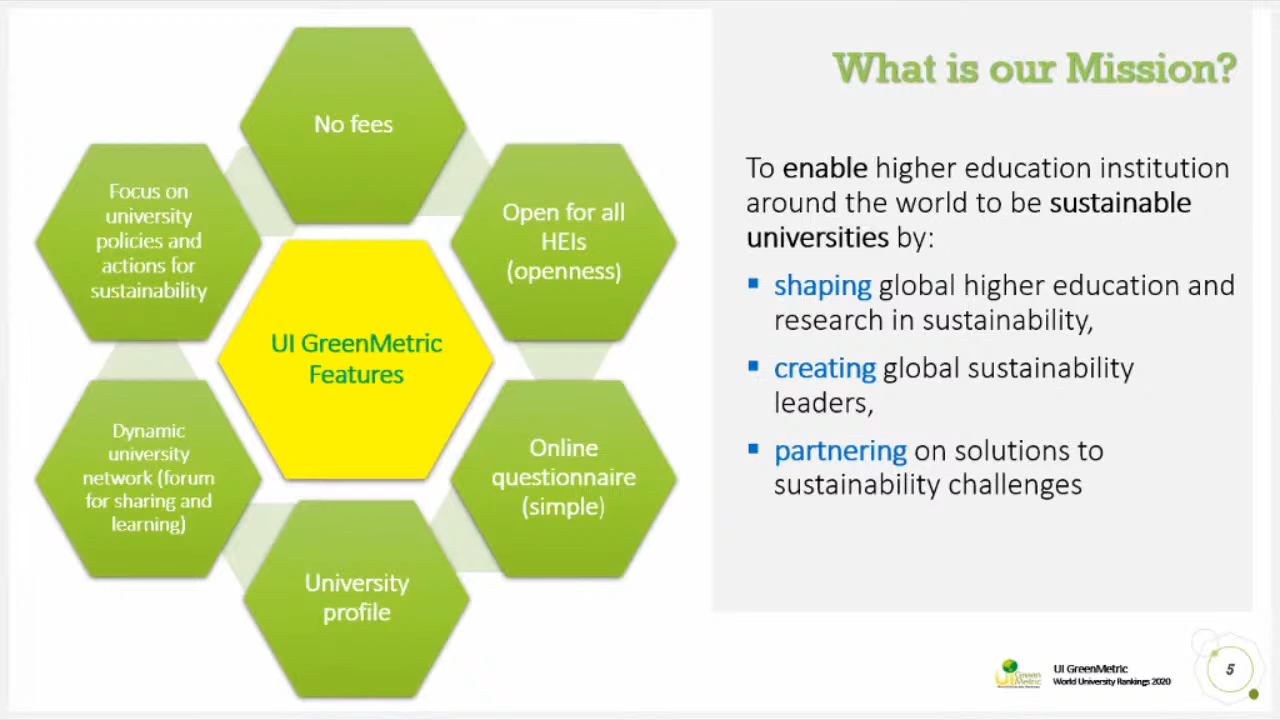 What is our Mission?
No fees
Open for all
HEIs
(openness)
Online
questionnaire
(simple)
University
profile
Dynamic
university
network (forum
for sharing and
learning)
Focus on
university
policies and
actions for
sustainability
UI GreenMetric
Features
To enable higher education institution
around the world to be sustainable
universities by:
▪ shaping global higher education and
research in sustainability,
▪ creating global sustainability
leaders,
▪ partnering on solutions to
sustainability challenges
UI Green
Metric
UI GreenMetric
World University Rankings 2020
5